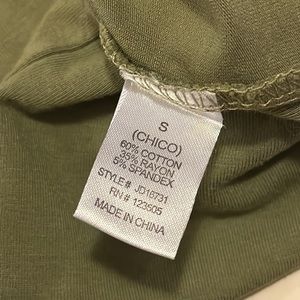 S
(CHICO)
60% COTTON
35% RAYON
5% SPANDEX
STYLE# JD16731
RN# 123505
MADE IN CHINA